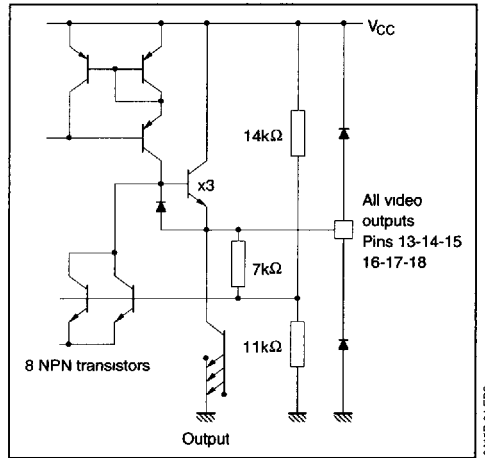 VCC
x3
14kΩ
All video
outputs
Pins 13-14-15
16-17-18
7kΩ
11kΩ
8 NPN transistors
Output